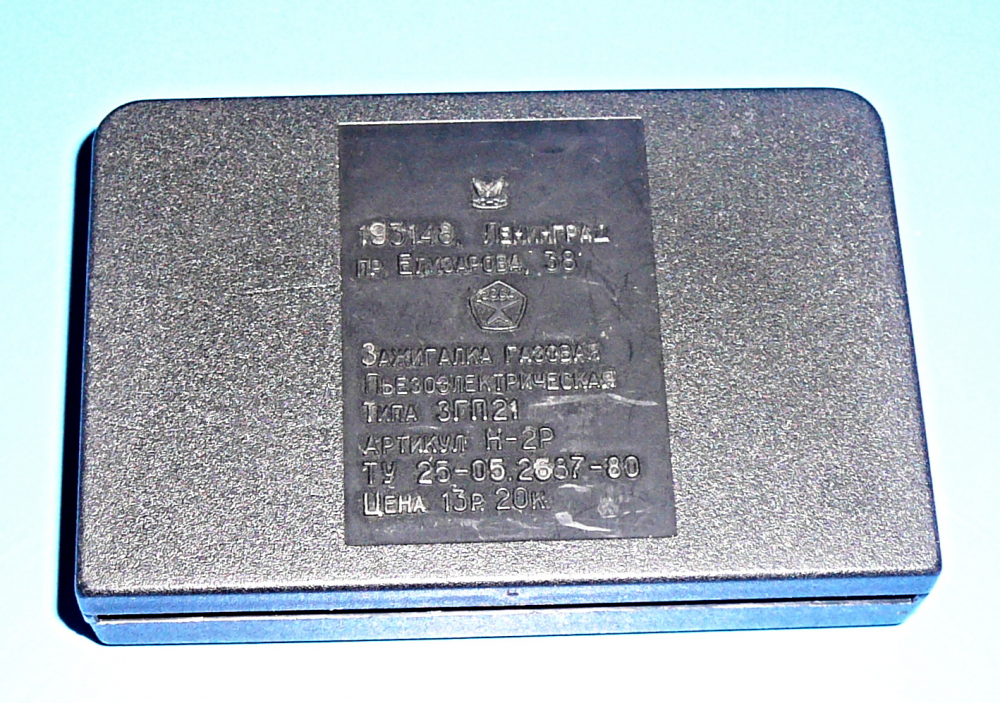 193148, Ленинград
пр. Елизарова, 38
Зажигалка газовая
Пьезоэлектрическая
Типа ЗГП21
Артикул Н-2Р
ТУ 25-05.2667-80
Цена 13р. 20к.